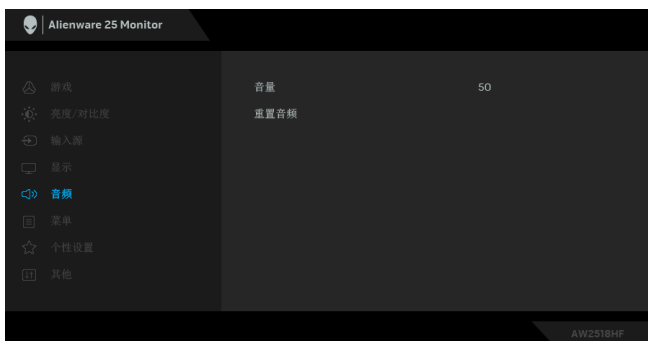 Alienware 25 Monitor
游戏
亮度/对比度
输入源
显示
音频
菜单
个性设置
其他
音量 50
重置音频
AW2518HF